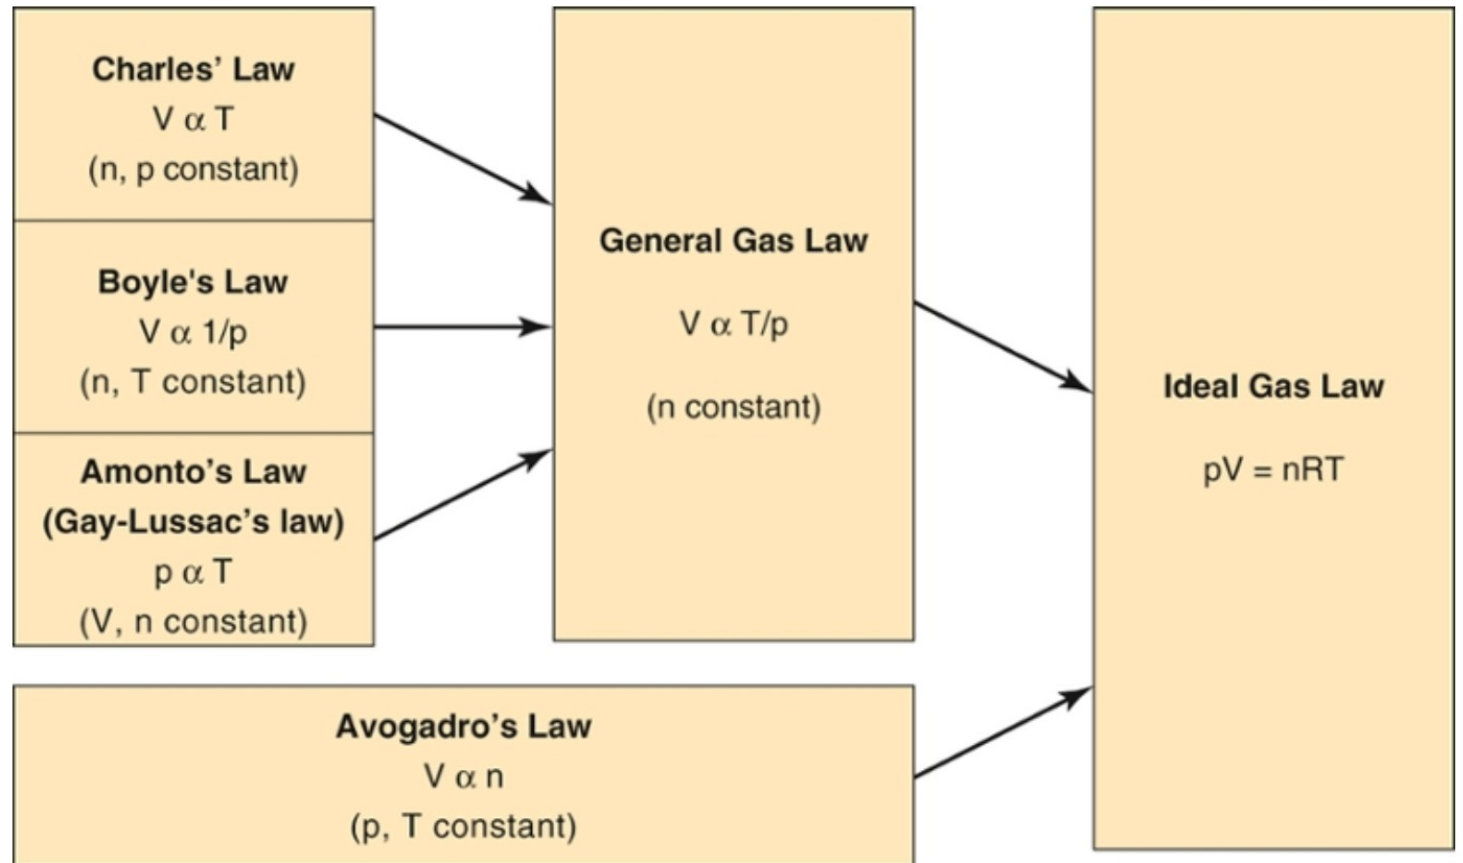 Charles’ Law
V α T
(n, p constant)
Boyle's Law
V α 1/p
(n, T constant)
Amonto’s Law
(Gay-Lussac’s law)
p α T
(V, n constant)
General Gas Law
V α T/p
(n constant)
Avogadro’s Law
V α n
(p, T constant)
Ideal Gas Law
pV = nRT